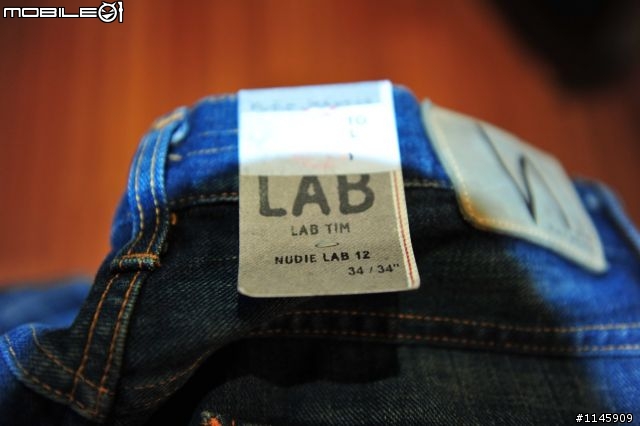 MOBILE01
LAB
LAB TIM
NUDIE LAB 12
34 / 34"
#1145909